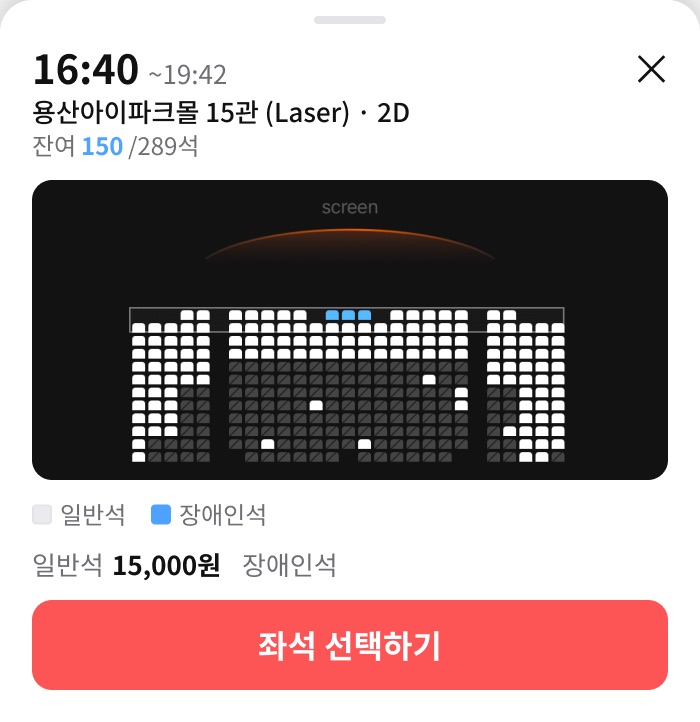 16:40 ~19:42
용산아이파크몰 15관 (Laser) · 2D
잔여 150 /289석
screen
일반석 장애인석
일반석 15,000원 장애인석
좌석 선택하기